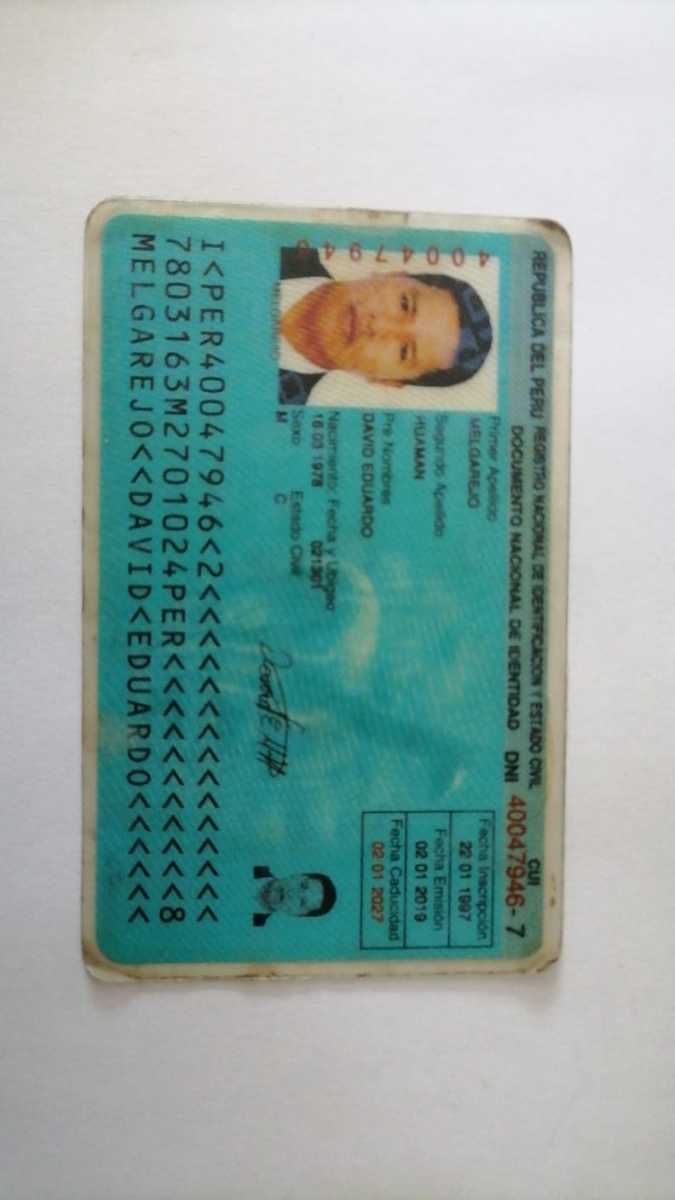 REPUBLICA DEL PERU REGISTRO NACIONAL DE IDENTIFICACION Y ESTADO CIVIL
DOCUMENTO NACIONAL DE IDENTIDAD DNI 40047946-7
CUI
Primer Apellido
MELGAREJO
Segundo Apellido
HUAMAN
Pre Nombres
DAVID EDUARDO
Nacimiento: Fecha y Ubigeo
16 03 1978 021301
Sexo Estado Civil
M C
Fecha Inscripción
22 01 1997
Fecha Emisión
02 01 2019
Fecha Caducidad
02 01 2027
I<PER40047946<2<<<<<<<<<<<<<<<
7803163M2701024PER<<<<<<<<<<<8
MELGAREJO<<DAVID<EDUARDO<<<<<<